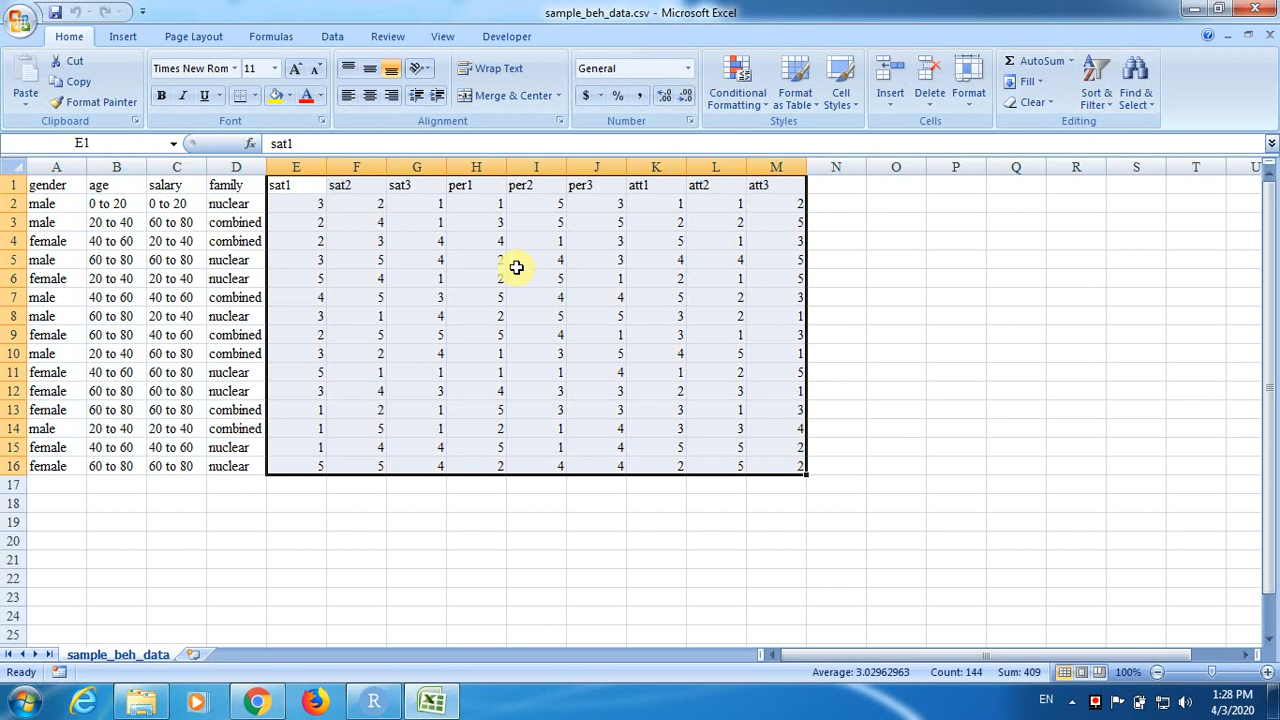 sample_beh_data.csv - Microsoft Excel
Home Insert Page Layout Formulas Data Review View Developer
Paste
Cut
Copy
Format Painter
Clipboard
Times New Rom 11
B I U
Font
Wrap Text
Merge & Center
Alignment
General
$ % ,
Number
Conditional Formatting
Format as Table
Cell Styles
Styles
Insert
Delete
Format
Cells
Σ AutoSum
Fill
Clear
Sort & Filter
Find & Select
Editing
E1 fx sat1
A B C D E F G H I J K L M N O P Q R S T U
1 gender age salary family sat1 sat2 sat3 per1 per2 per3 att1 att2 att3
2 male 0 to 20 0 to 20 nuclear 3 2 1 1 5 3 1 1 2
3 male 20 to 40 60 to 80 combined 2 4 1 3 5 5 2 2 5
4 female 40 to 60 20 to 40 combined 2 3 4 4 1 3 5 1 3
5 male 60 to 80 60 to 80 nuclear 3 5 4 2 4 3 4 4 5
6 female 20 to 40 20 to 40 nuclear 5 4 1 2 5 1 2 1 5
7 male 40 to 60 40 to 60 combined 4 5 3 5 4 4 5 2 3
8 male 60 to 80 20 to 40 nuclear 3 1 4 2 5 5 3 2 1
9 female 60 to 80 40 to 60 combined 2 5 5 5 4 1 3 1 3
10 male 20 to 40 60 to 80 combined 3 2 4 1 3 5 4 5 1
11 female 40 to 60 60 to 80 nuclear 5 1 1 1 1 4 1 2 5
12 female 60 to 80 60 to 80 nuclear 3 4 3 4 3 3 2 3 1
13 female 60 to 80 60 to 80 combined 1 2 1 5 3 3 3 1 3
14 male 20 to 40 20 to 40 combined 1 5 1 2 1 4 3 3 4
15 female 40 to 60 40 to 60 nuclear 1 4 4 5 1 4 5 5 2
16 female 60 to 80 60 to 80 nuclear 5 5 4 2 4 4 2 5 2
17
18
19
20
21
22
23
24
25
sample_beh_data
Ready Average: 3.02962963 Count: 144 Sum: 409 100%
R EN 1:28 PM
4/3/2020